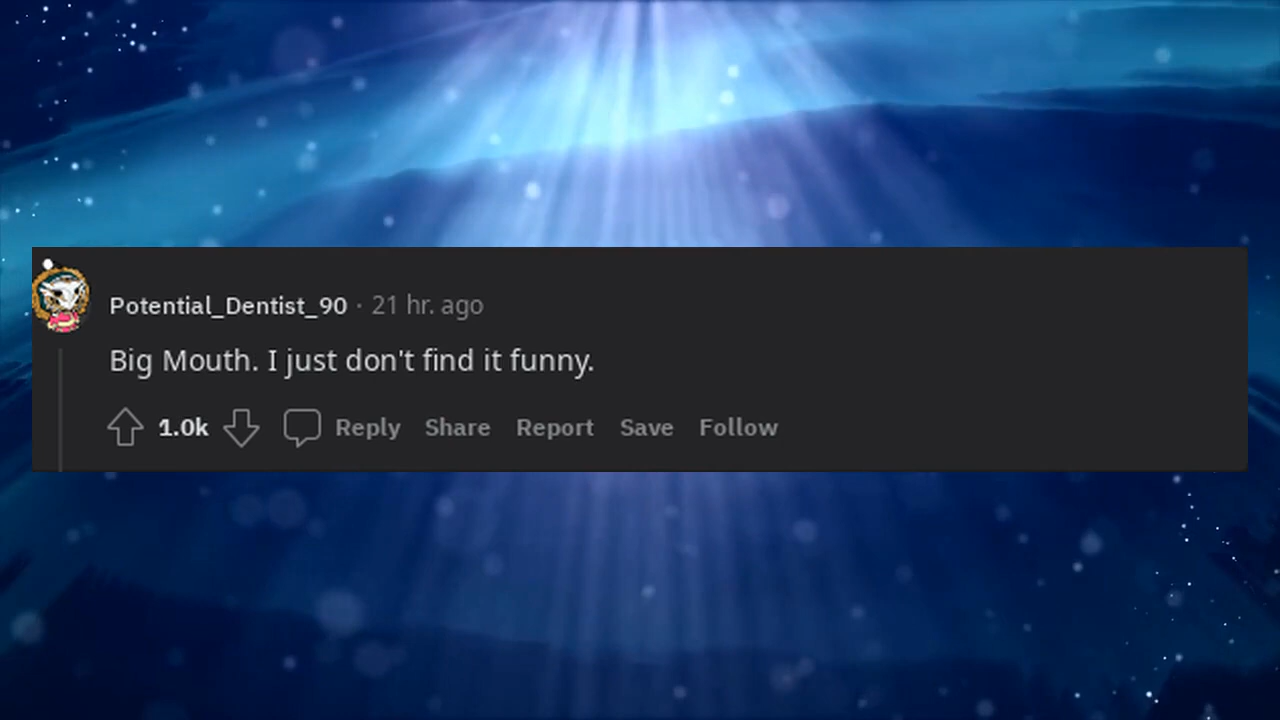 Potential_Dentist_90 · 21 hr. ago
Big Mouth. I just don't find it funny.
1.0k Reply Share Report Save Follow